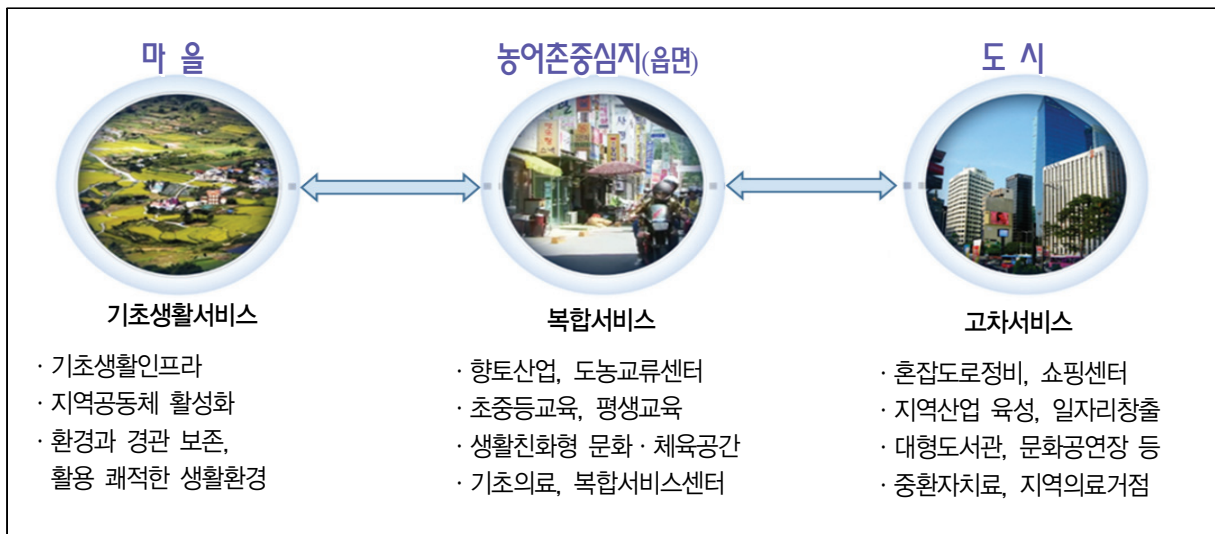 마 을
기초생활서비스
· 기초생활인프라
· 지역공동체 활성화
· 환경과 경관 보존,
활용 쾌적한 생활환경
농어촌중심지(읍면)
복합서비스
· 향토산업, 도농교류센터
· 초중등교육, 평생교육
· 생활친화형 문화 · 체육공간
· 기초의료, 복합서비스센터
도 시
고차서비스
· 혼잡도로정비, 쇼핑센터
· 지역산업 육성, 일자리창출
· 대형도서관, 문화공연장 등
· 중환자치료, 지역의료거점